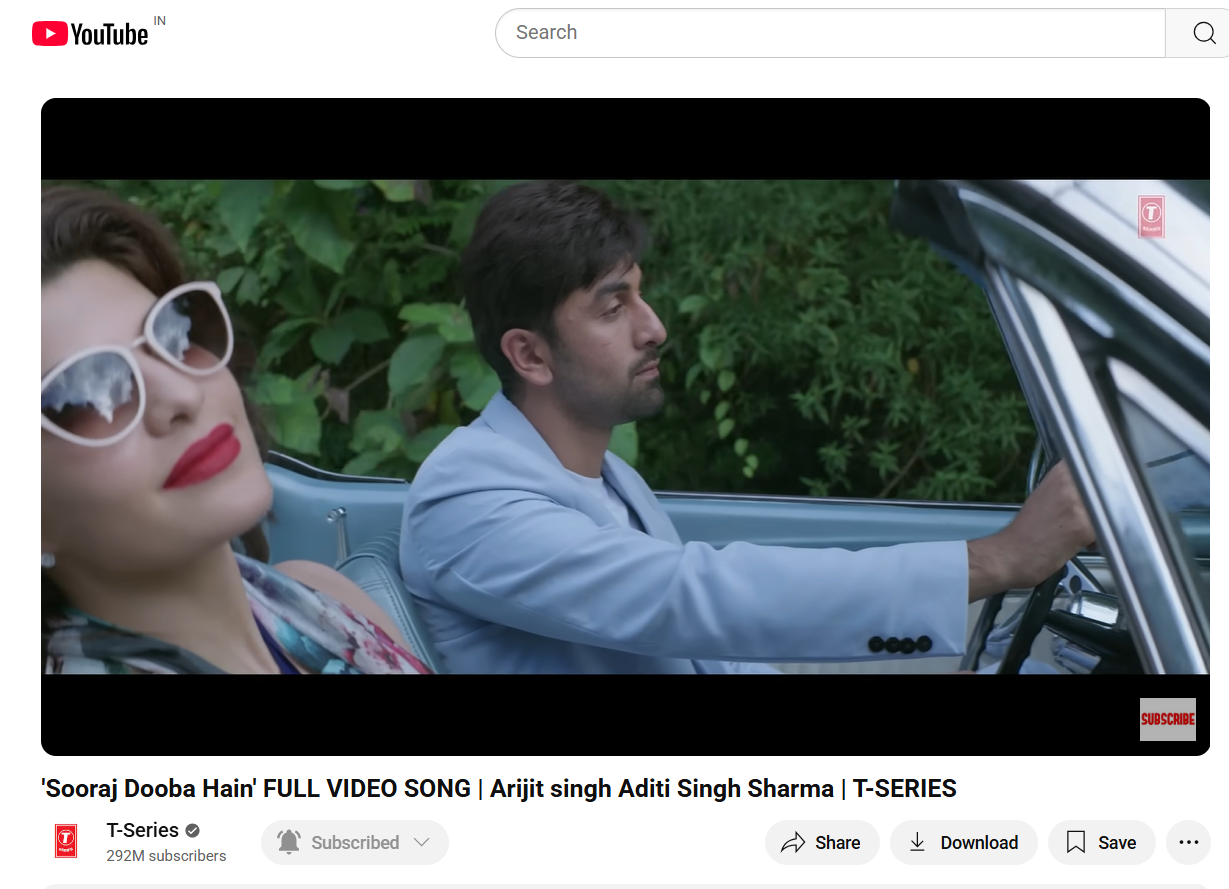 YouTube IN
Search
T
SUBSCRIBE
'Sooraj Dooba Hain' FULL VIDEO SONG | Arijit singh Aditi Singh Sharma | T-SERIES
T
T-Series
Subscribed
Share
Download
Save
292M subscribers